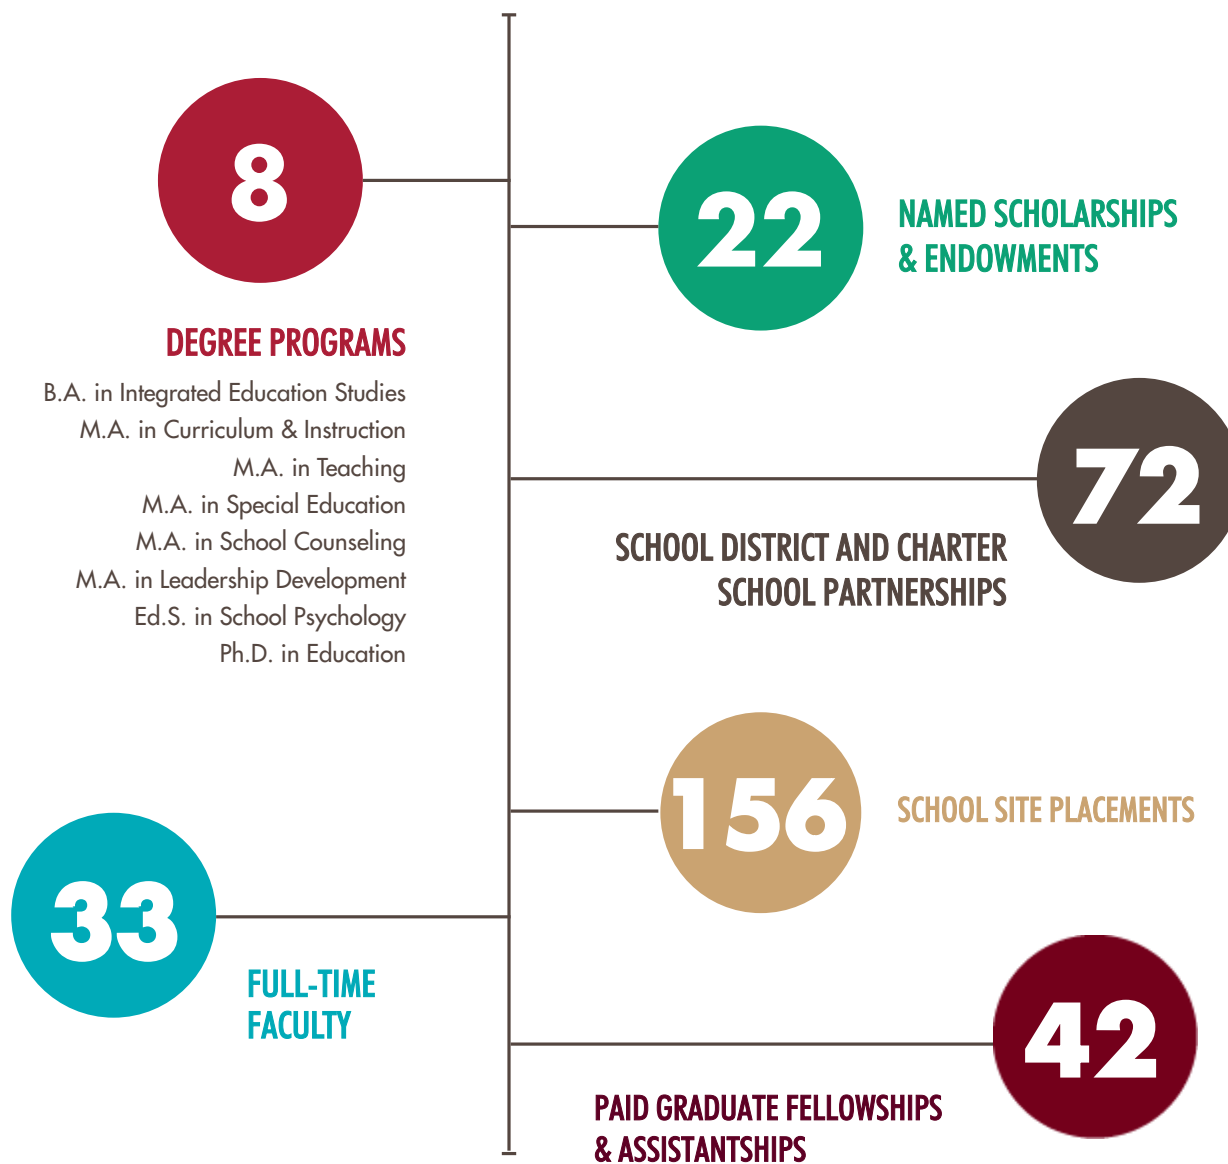 8
DEGREE PROGRAMS
B.A. in Integrated Education Studies
M.A. in Curriculum & Instruction
M.A. in Teaching
M.A. in Special Education
M.A. in School Counseling
M.A. in Leadership Development
Ed.S. in School Psychology
Ph.D. in Education
22
NAMED SCHOLARSHIPS
& ENDOWMENTS
72
SCHOOL DISTRICT AND CHARTER
SCHOOL PARTNERSHIPS
156
SCHOOL SITE PLACEMENTS
33
FULL-TIME
FACULTY
42
PAID GRADUATE FELLOWSHIPS
& ASSISTANTSHIPS